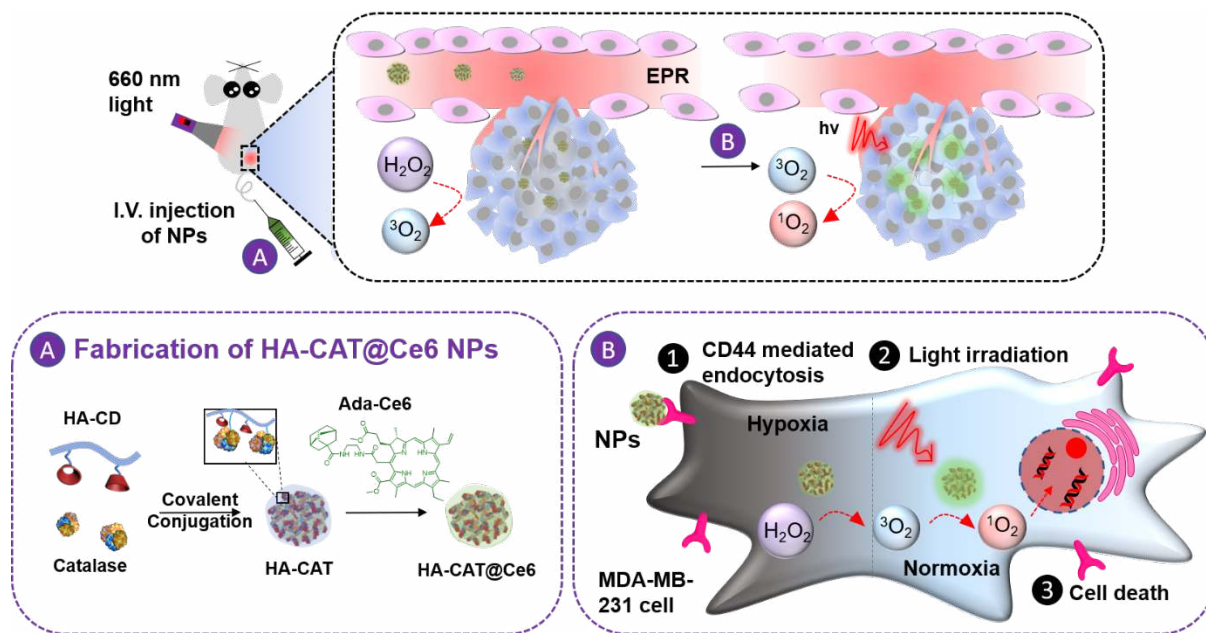 660 nm
light
I.V. injection
of NPs
A
EPR
H₂O₂
³O₂
B
hv
³O₂
¹O₂
A Fabrication of HA-CAT@Ce6 NPs
HA-CD
Catalase
Covalent
Conjugation
HA-CAT
Ada-Ce6
HA-CAT@Ce6
B
1 CD44 mediated
endocytosis
2 Light irradiation
NPs
Hypoxia
H₂O₂
³O₂
¹O₂
Normoxia
MDA-MB-
231 cell
3 Cell death